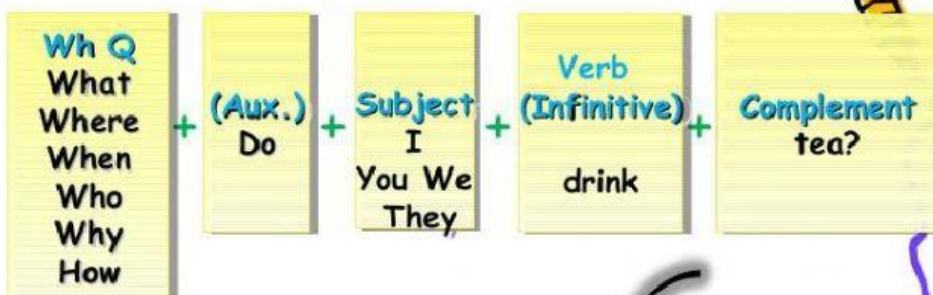 Wh Q
What
Where
When
Who
Why
How
+
(Aux.)
Do
+
Subject
I
You We
They
+
Verb
(Infinitive)
drink
+
Complement
tea?